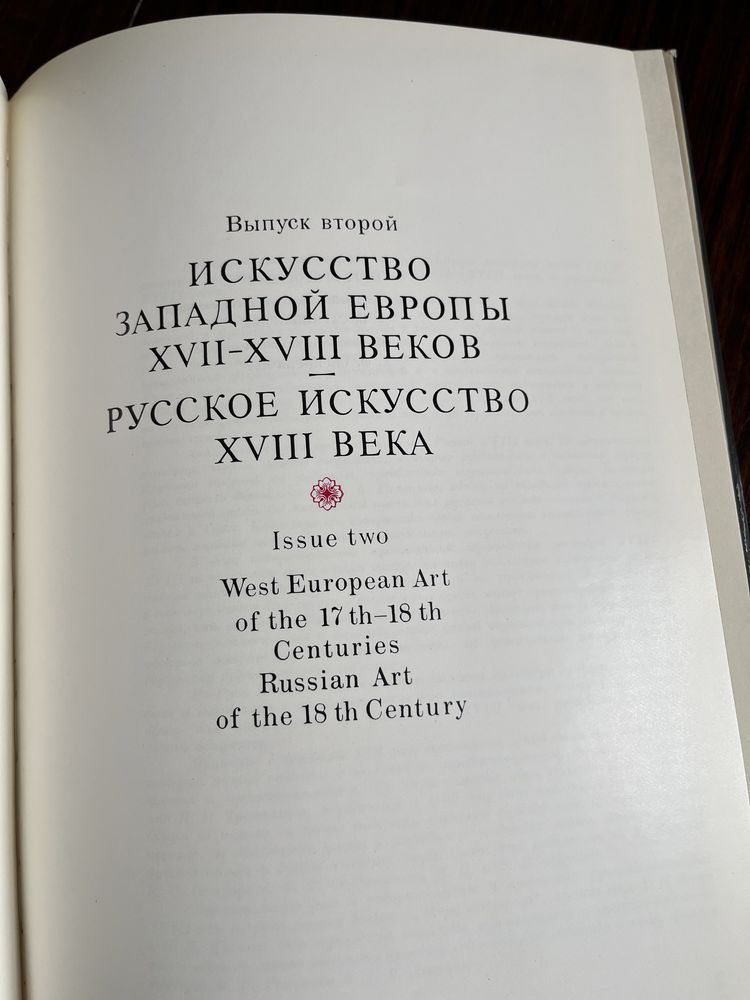 Выпуск второй
ИСКУССТВО
ЗАПАДНОЙ ЕВРОПЫ
XVII–XVIII ВЕКОВ
—
РУССКОЕ ИСКУССТВО
XVIII ВЕКА
Issue two
West European Art
of the 17 th–18 th
Centuries
Russian Art
of the 18 th Century